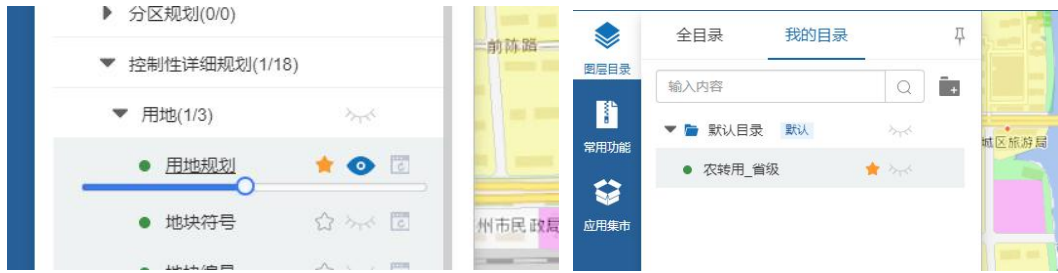 分区规划(0/0)
控制性详细规划(1/18)
用地(1/3)
用地规划
地块符号
前陈路
州市民政局
图层目录
常用功能
应用集市
全目录
我的目录
输入内容
默认目录 默认
农转用_省级
城区旅游局